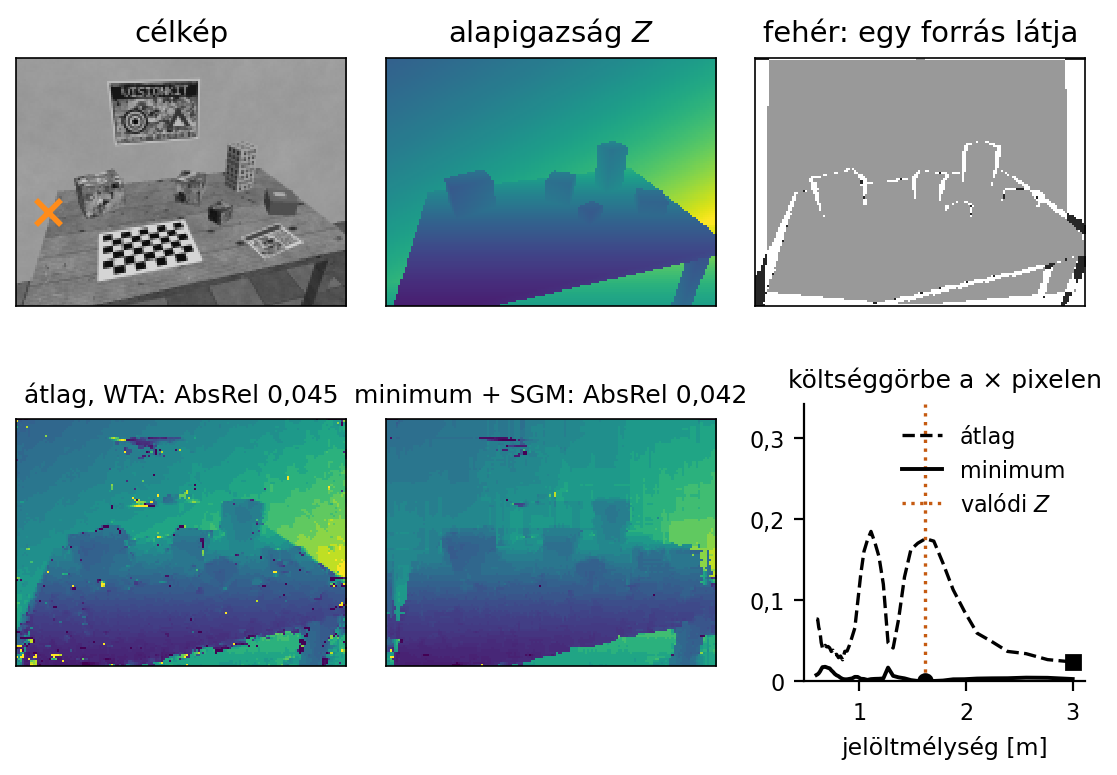 célkép
alapigazság Z
fehér: egy forrás látja
VISIONKIT
átlag, WTA: AbsRel 0,045
minimum + SGM: AbsRel 0,042
költséggörbe a × pixelen
átlag
minimum
valódi Z
0,3
0,2
0,1
0
1
2
3
jelöltmélység [m]